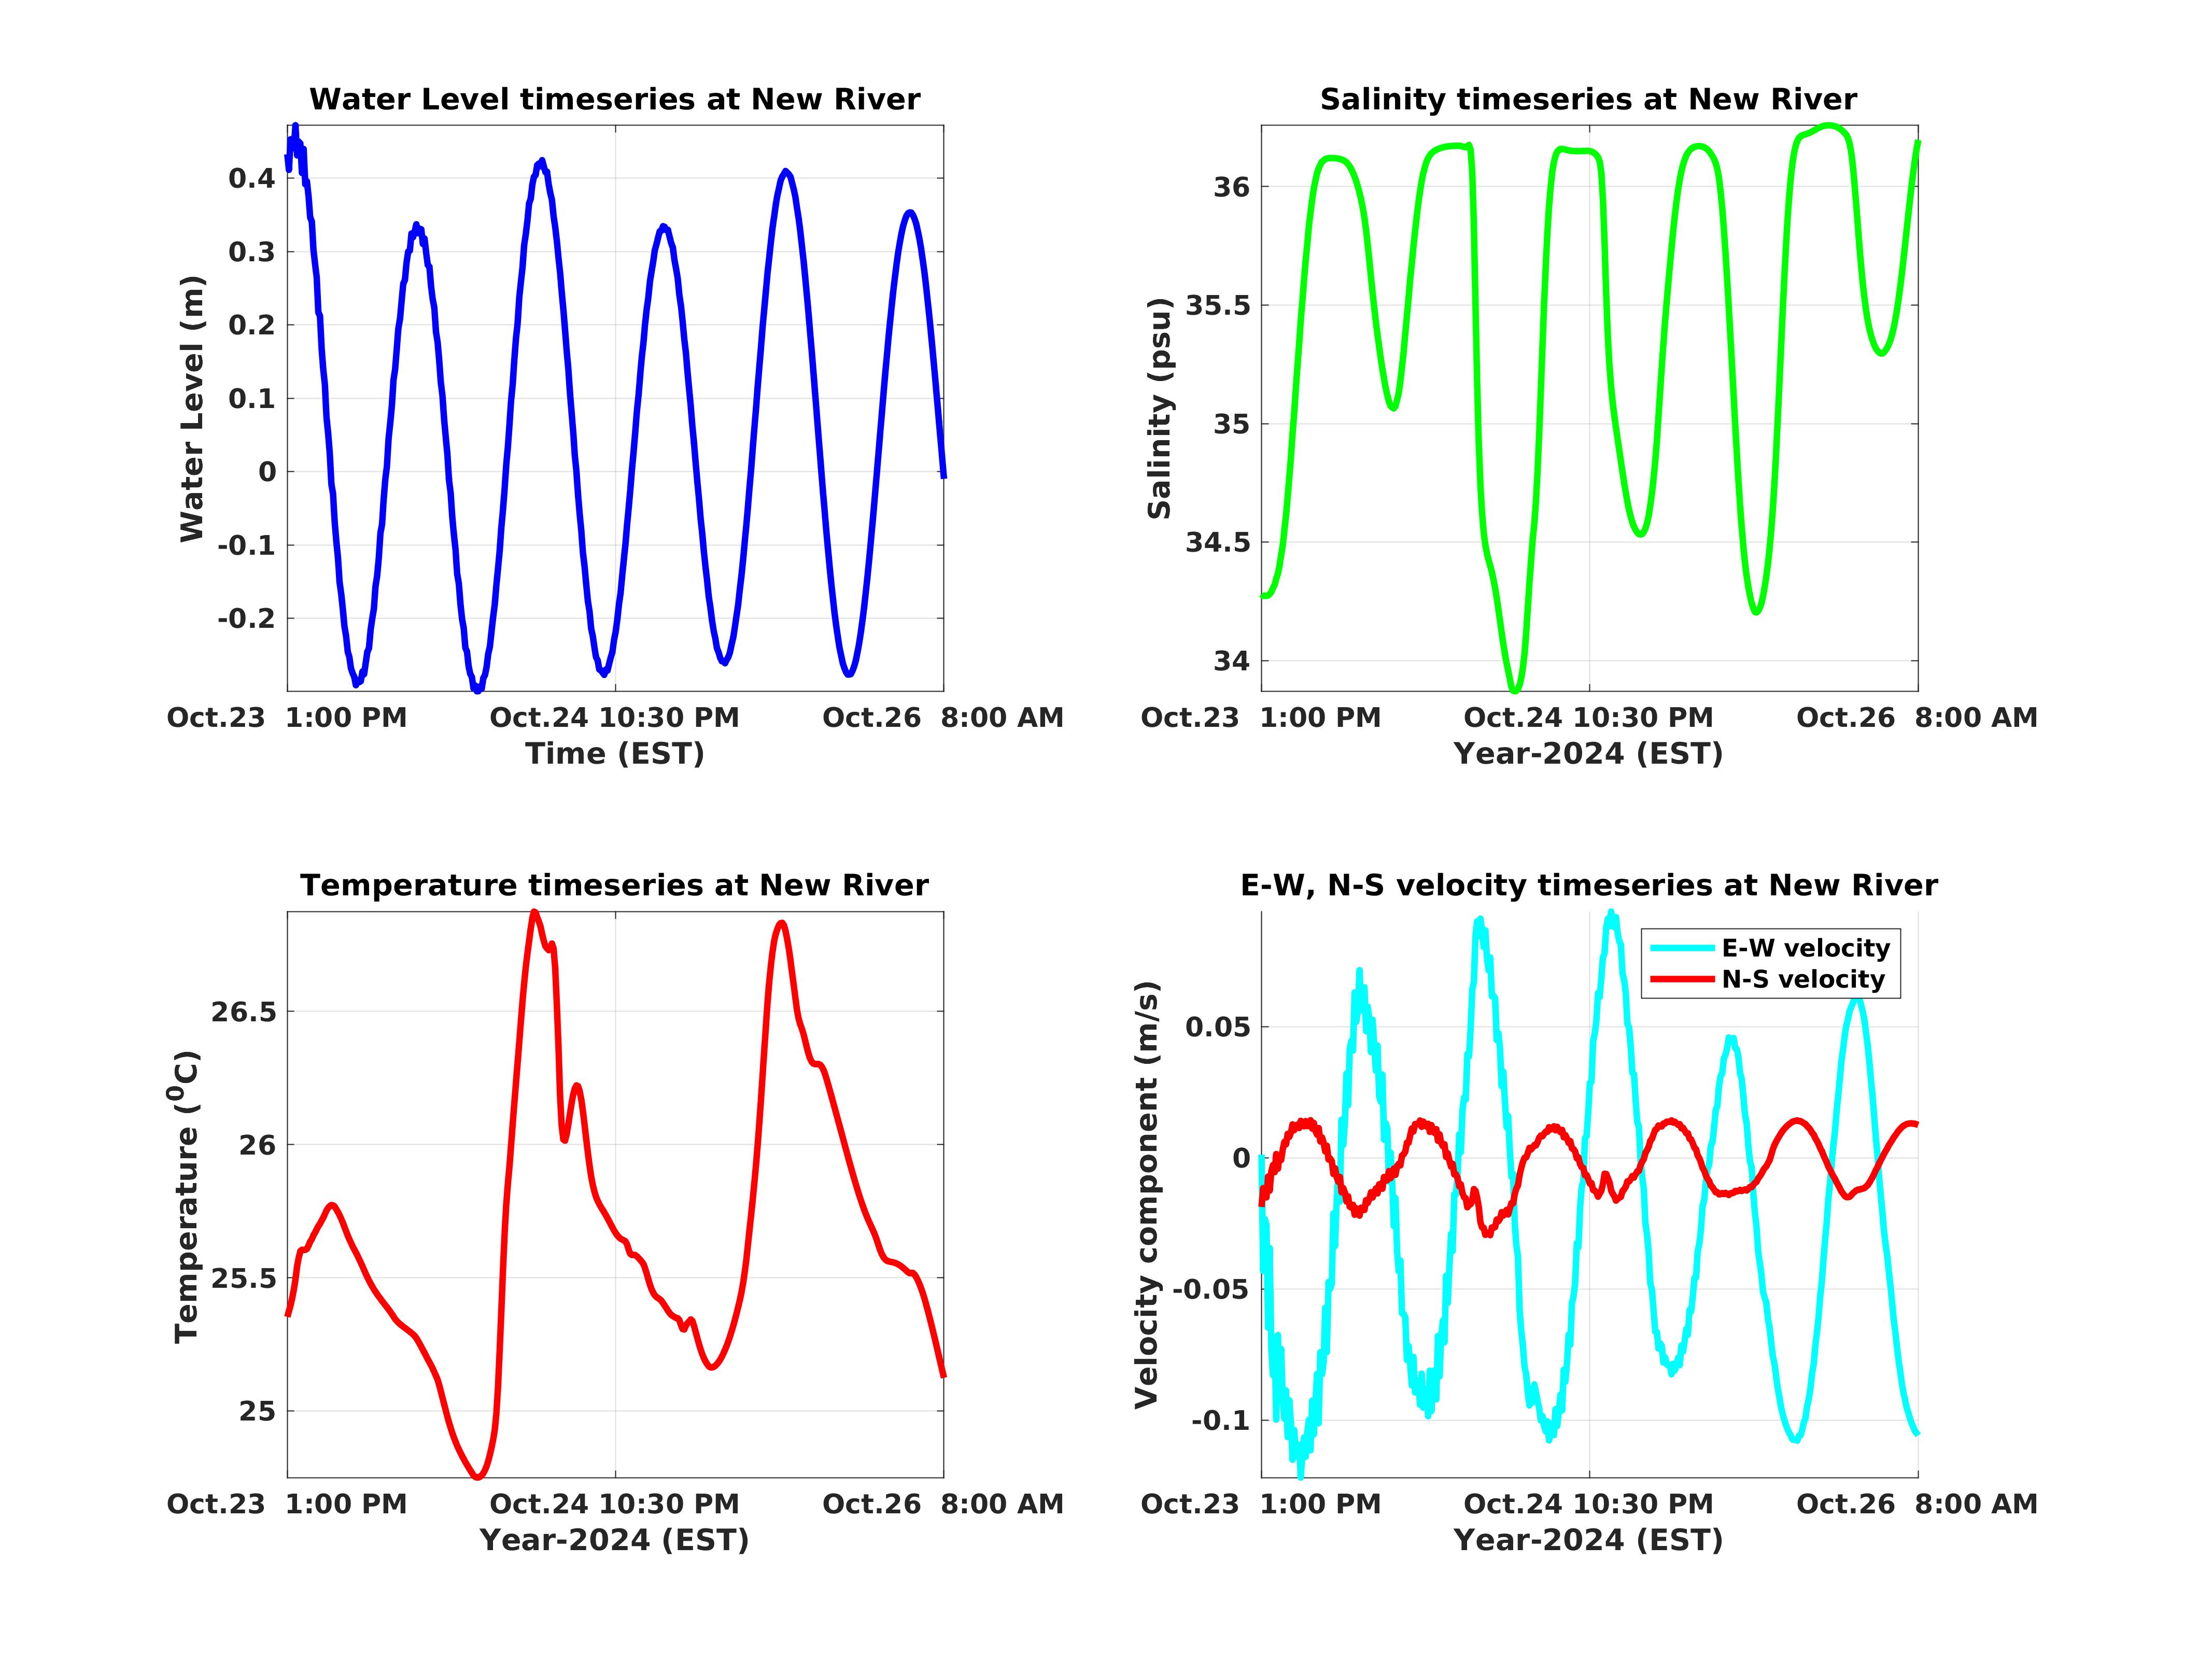 Water Level timeseries at New River
Water Level (m)
0.4
0.3
0.2
0.1
0
-0.1
-0.2
Oct.23 1:00 PM
Oct.24 10:30 PM
Oct.26 8:00 AM
Time (EST)
Salinity timeseries at New River
Salinity (psu)
36
35.5
35
34.5
34
Oct.23 1:00 PM
Oct.24 10:30 PM
Oct.26 8:00 AM
Year-2024 (EST)
Temperature timeseries at New River
Temperature (⁰C)
26.5
26
25.5
25
Oct.23 1:00 PM
Oct.24 10:30 PM
Oct.26 8:00 AM
Year-2024 (EST)
E-W, N-S velocity timeseries at New River
Velocity component (m/s)
E-W velocity
N-S velocity
0.05
0
-0.05
-0.1
Oct.23 1:00 PM
Oct.24 10:30 PM
Oct.26 8:00 AM
Year-2024 (EST)